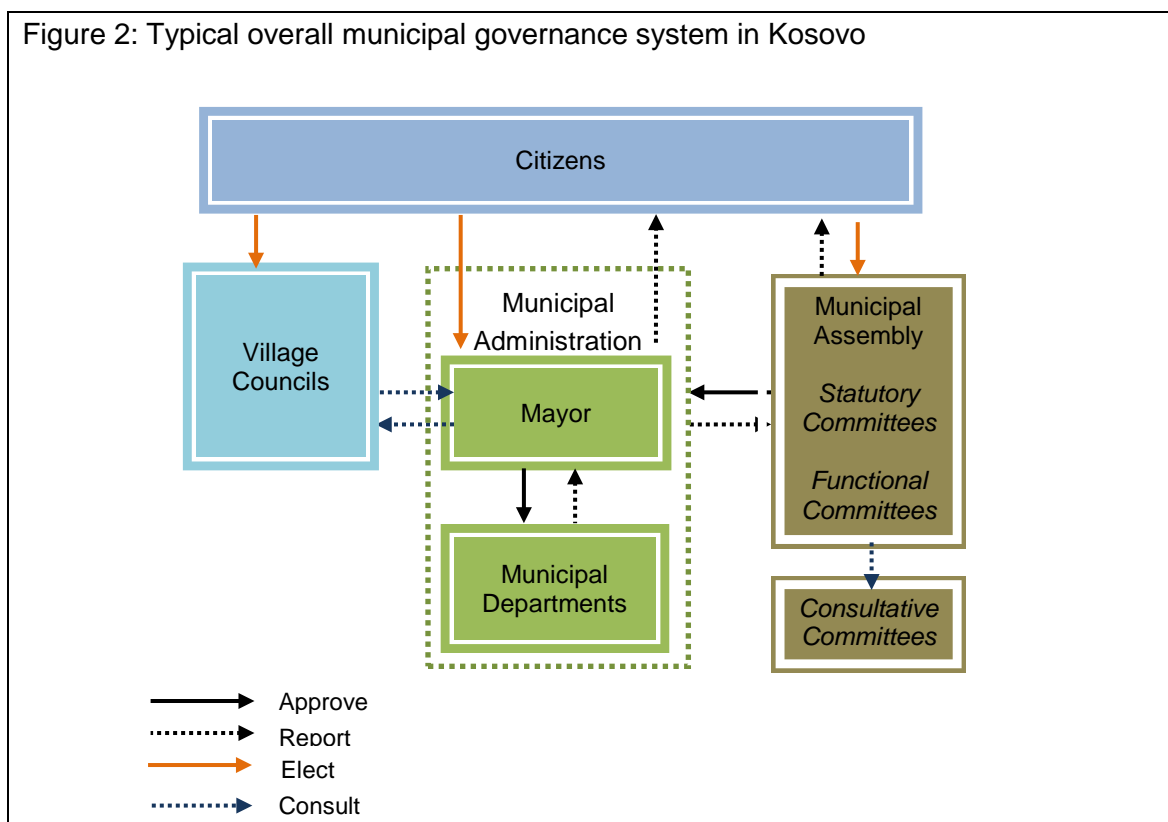 Figure 2: Typical overall municipal governance system in Kosovo
Citizens
Village
Councils
Municipal
Administration
Mayor
Municipal
Departments
Municipal
Assembly
Statutory
Committees
Functional
Committees
Consultative
Committees
Approve
Report
Elect
Consult